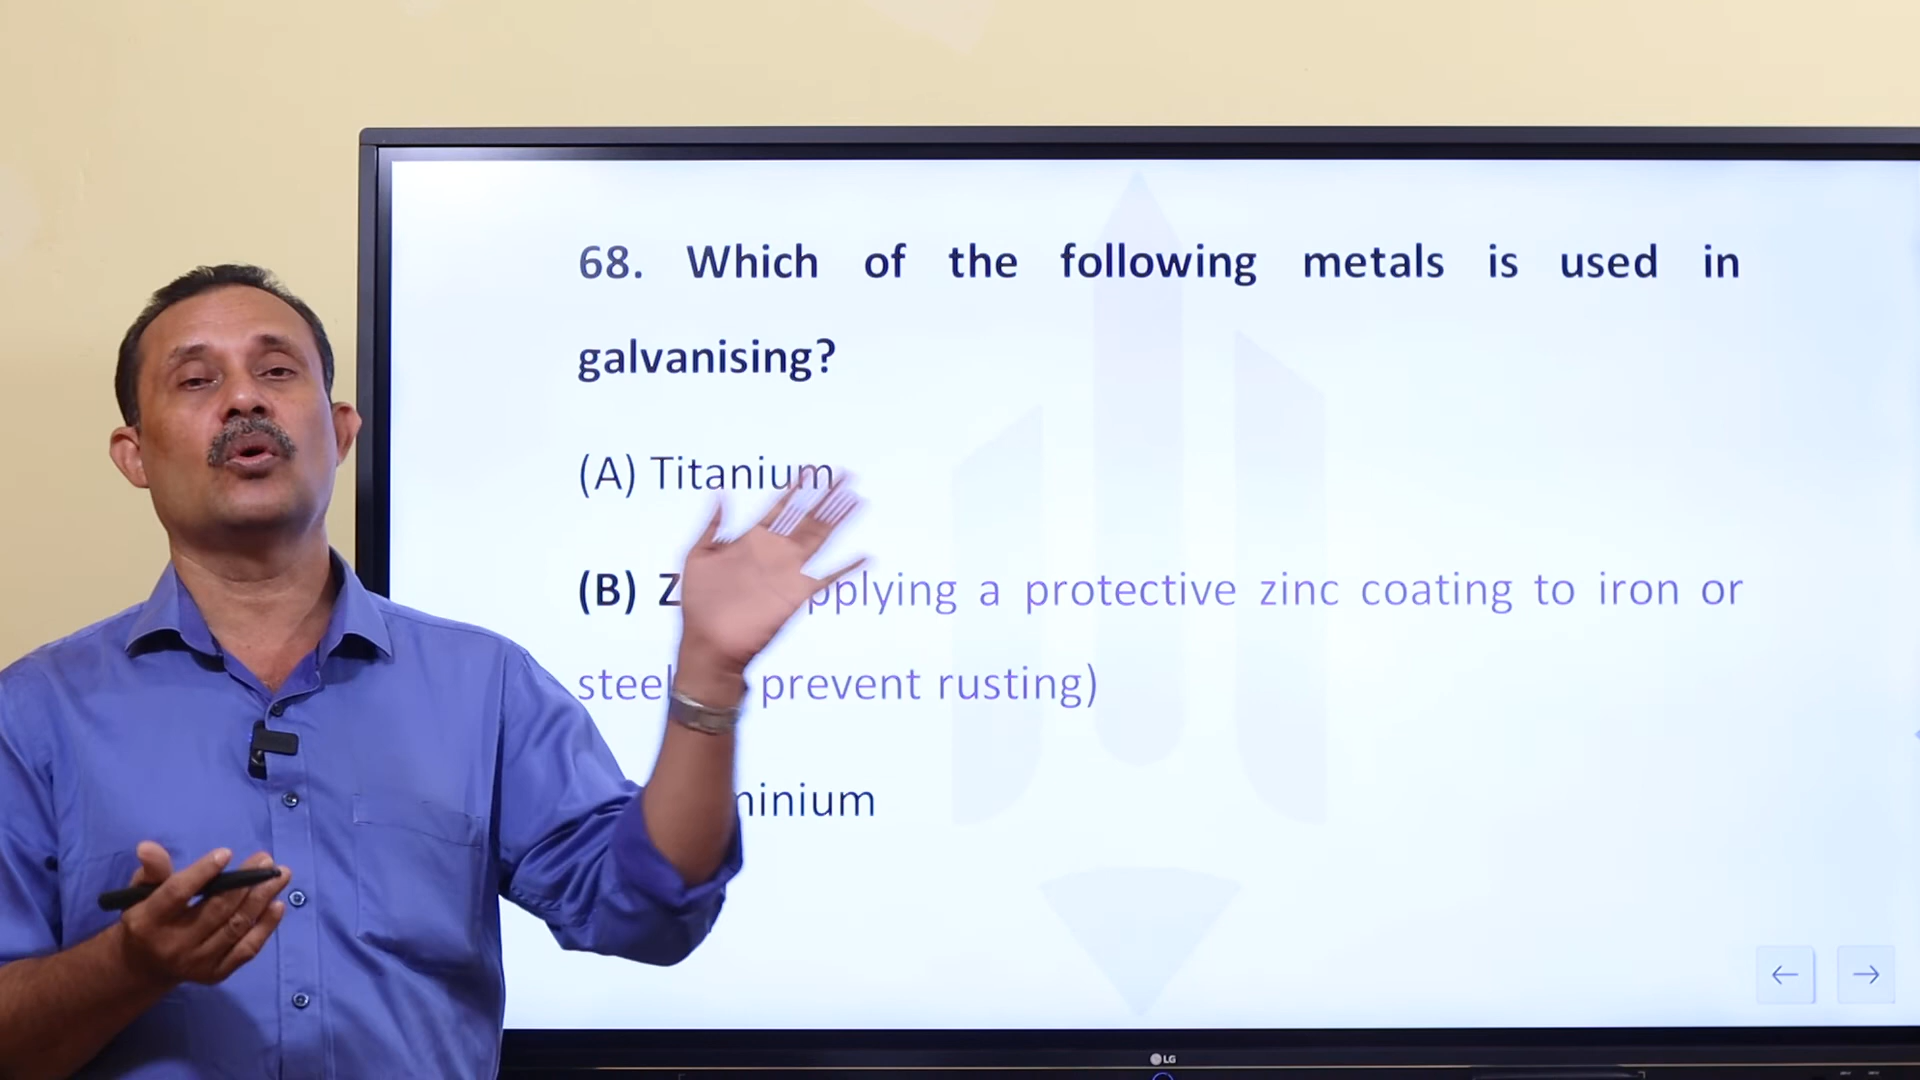 68. Which of the following metals is used in
galvanising?
(A) Titanium
(B) Z plying a protective zinc coating to iron or
steel prevent rusting)
minium
LG